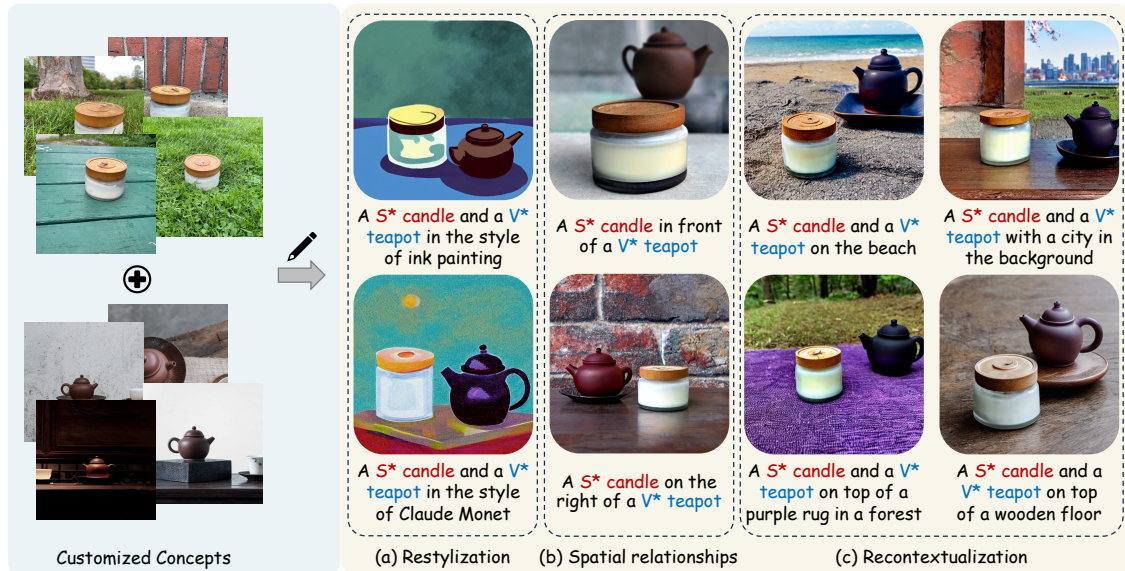 A S* candle and a V*
teapot in the style
of ink painting
A S* candle in front
of a V* teapot
A S* candle and a V*
teapot on the beach
A S* candle and a V*
teapot with a city in
the background
A S* candle and a V*
teapot in the style
of Claude Monet
A S* candle on the
right of a V* teapot
A S* candle and a V*
teapot on top of a
purple rug in a forest
A S* candle and a
V* teapot on top
of a wooden floor
Customized Concepts
(a) Restylization
(b) Spatial relationships
(c) Recontextualization